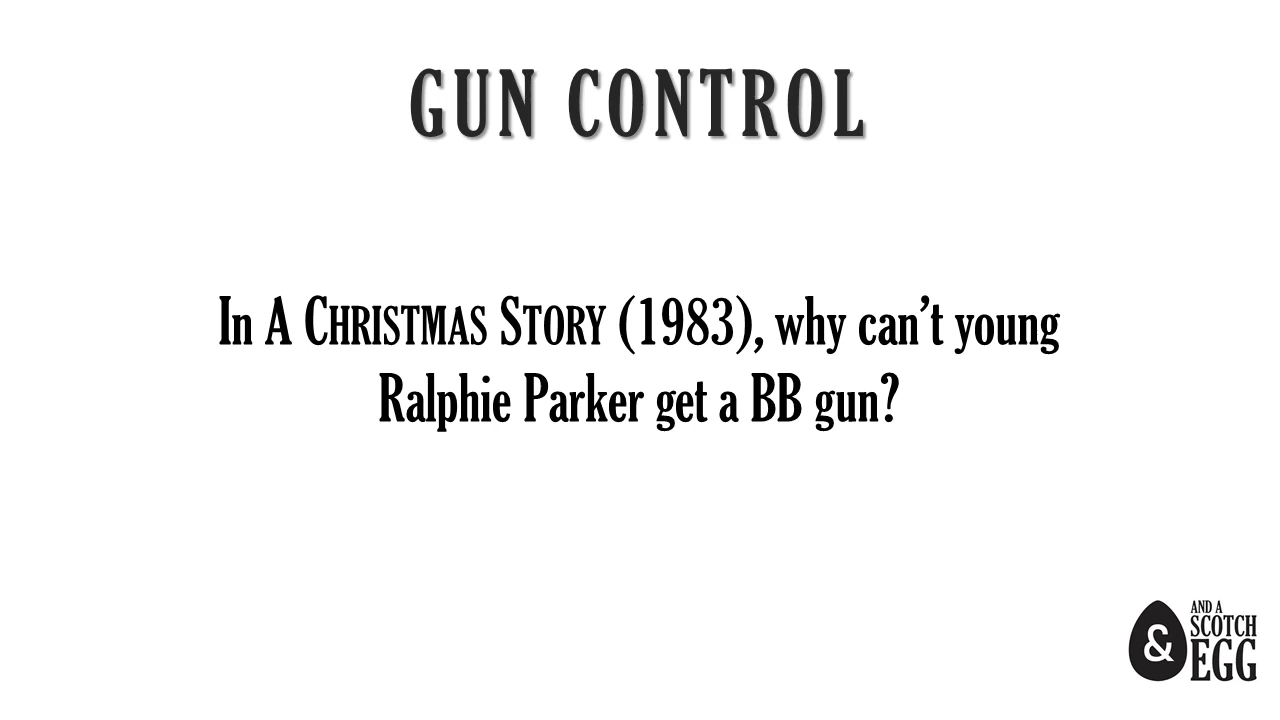 GUN CONTROL
In A CHRISTMAS STORY (1983), why can’t young
Ralphie Parker get a BB gun?
&
AND A
SCOTCH
EGG